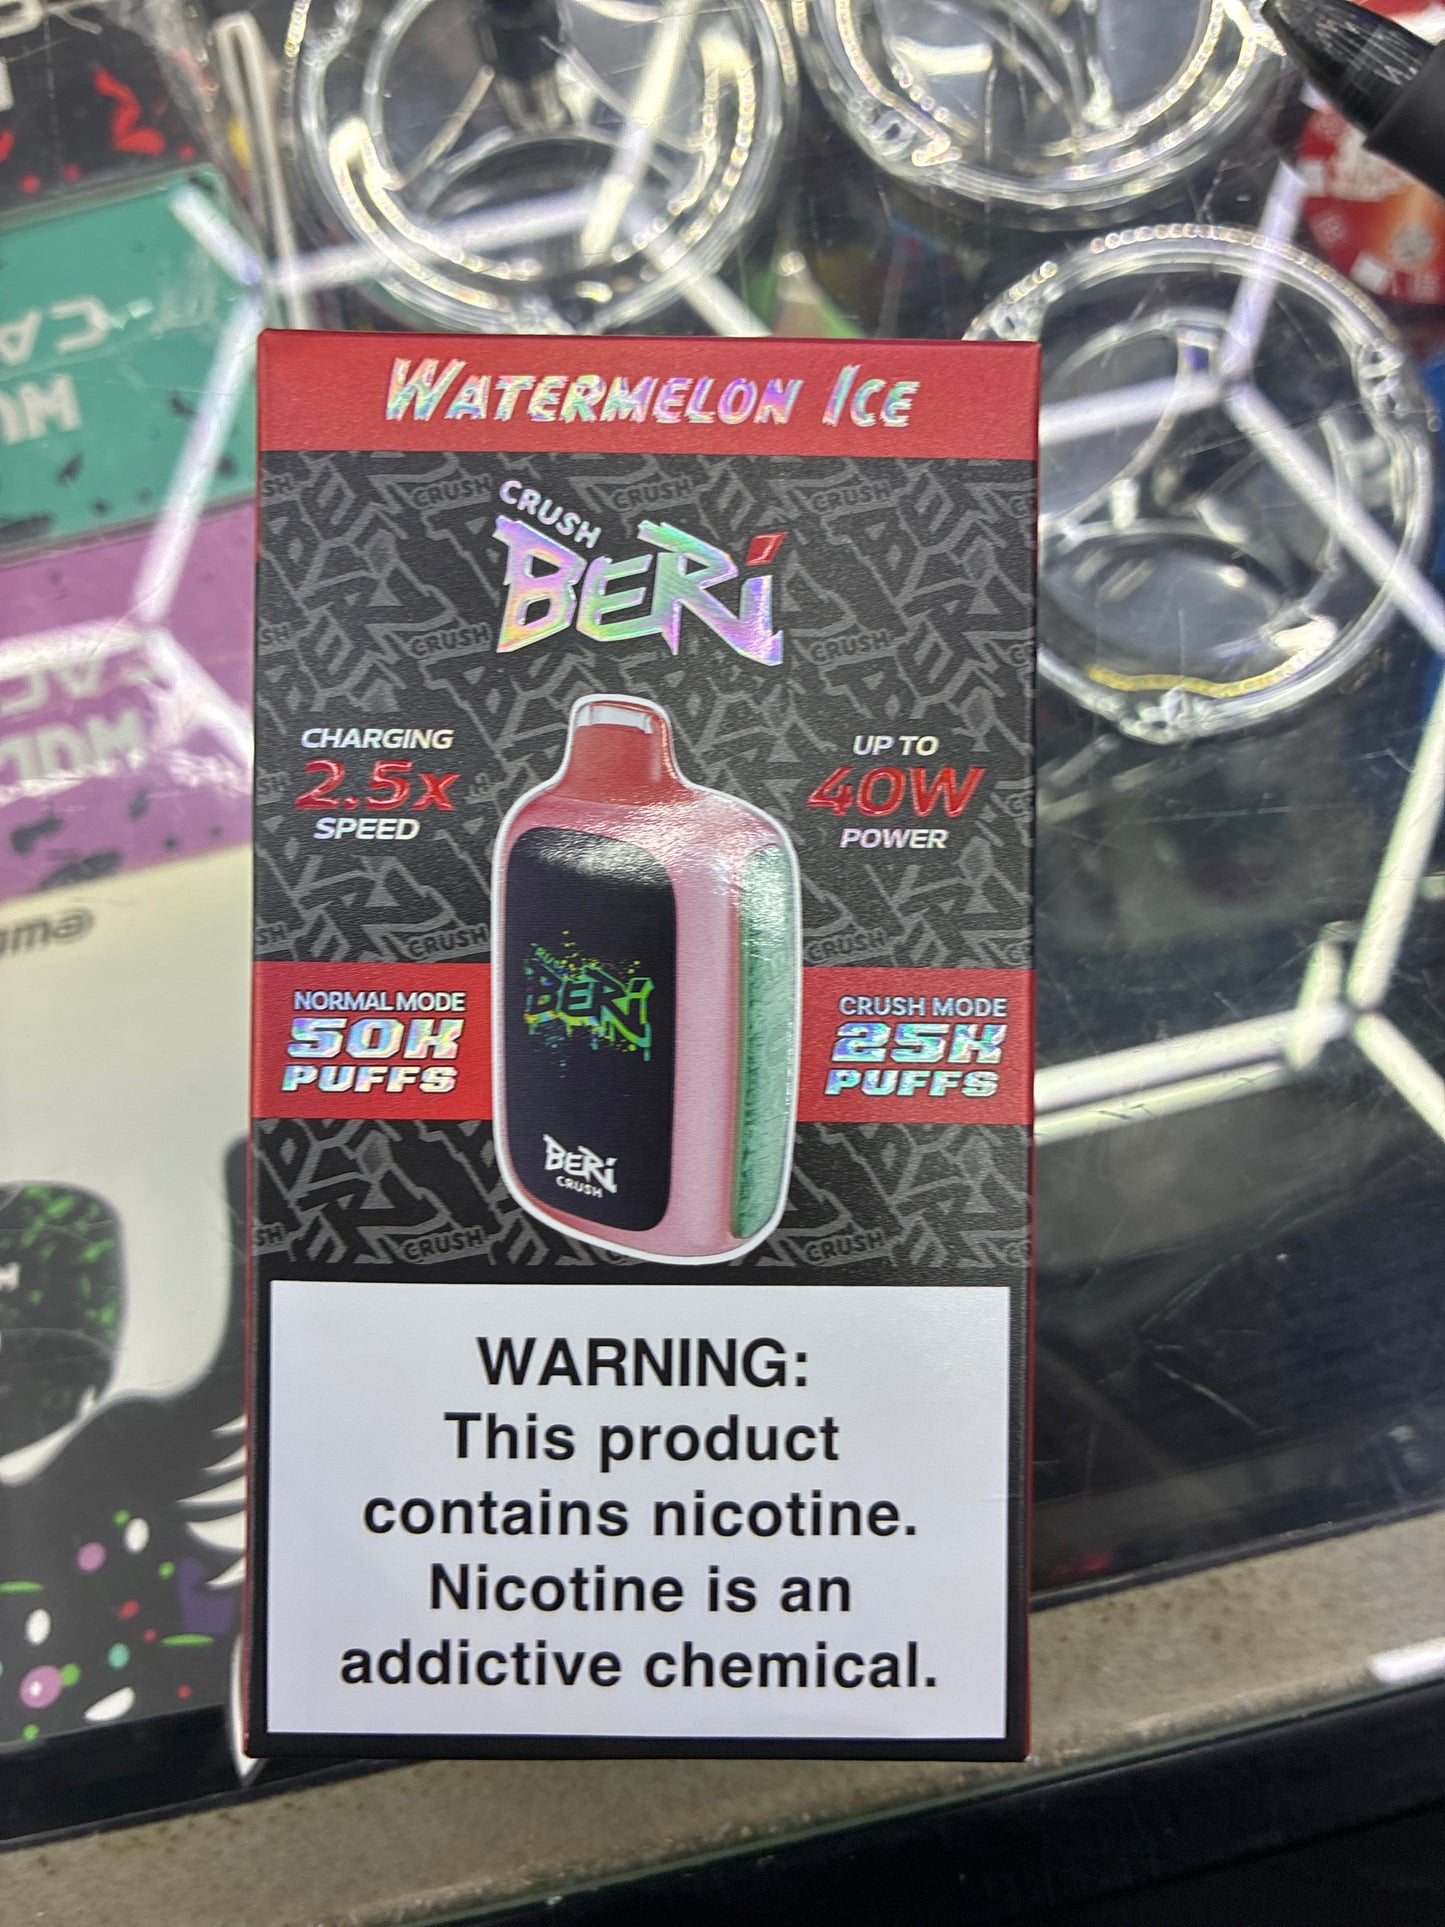 WATERMELON ICE
CRUSH
BERi
CHARGING
2.5x
SPEED
UP TO
40W
POWER
NORMAL MODE
50K
PUFFS
CRUSH MODE
25K
PUFFS
BERi
BERi
CRUSH
WARNING:
This product
contains nicotine.
Nicotine is an
addictive chemical.